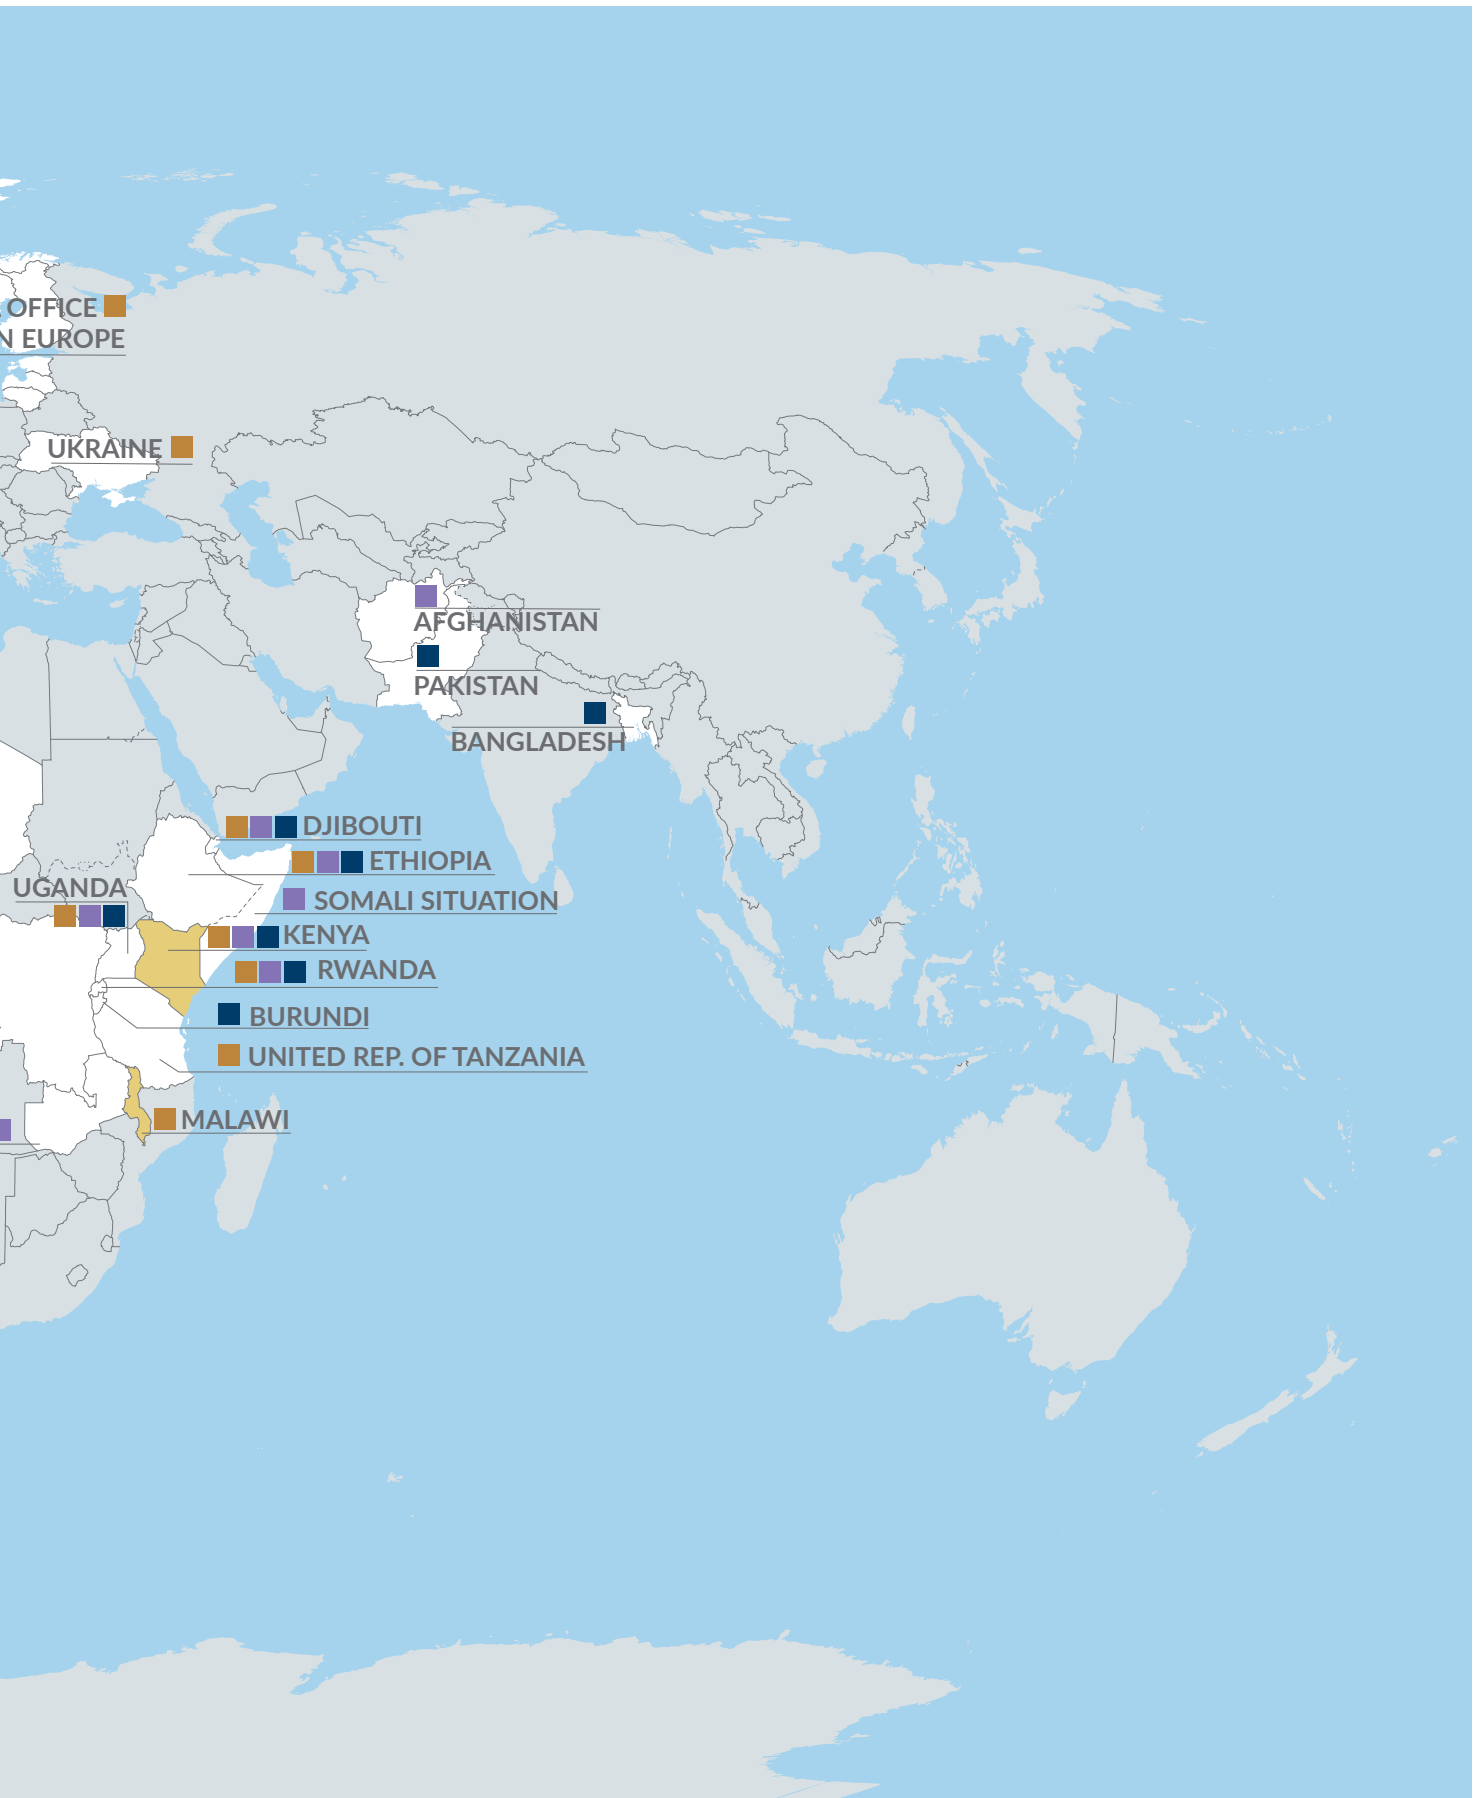 OFFICE
N EUROPE
UKRAINE
AFGHANISTAN
PAKISTAN
BANGLADESH
DJIBOUTI
ETHIOPIA
UGANDA
SOMALI SITUATION
KENYA
RWANDA
BURUNDI
UNITED REP. OF TANZANIA
MALAWI